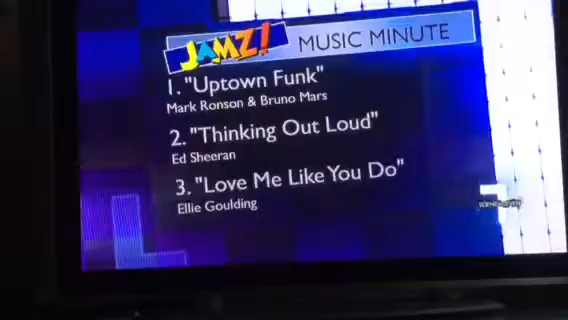 JAMZ! MUSIC MINUTE
1. "Uptown Funk"
Mark Ronson & Bruno Mars
2. "Thinking Out Loud"
Ed Sheeran
3. "Love Me Like You Do"
Ellie Goulding